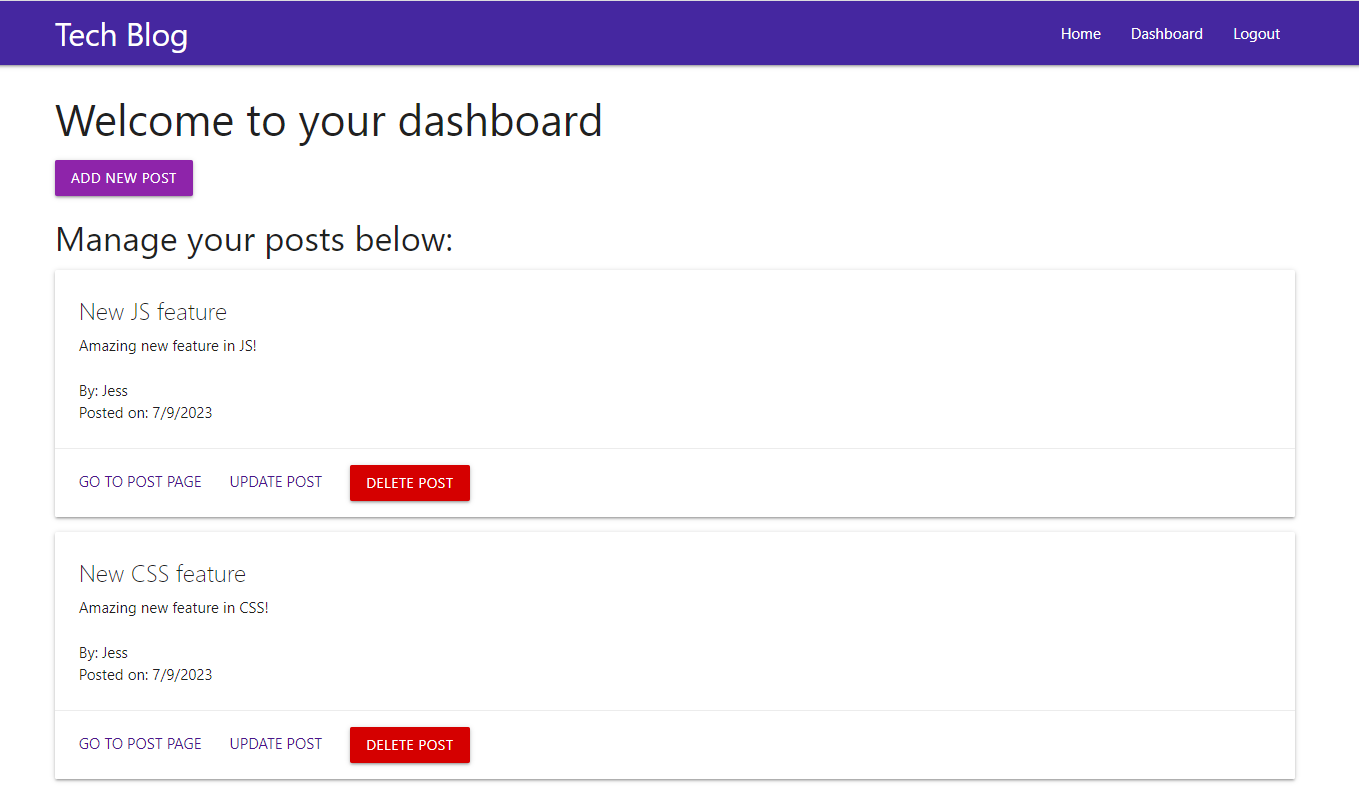 Tech Blog
Home Dashboard Logout
Welcome to your dashboard
ADD NEW POST
Manage your posts below:
New JS feature
Amazing new feature in JS!
By: Jess
Posted on: 7/9/2023
GO TO POST PAGE UPDATE POST DELETE POST
New CSS feature
Amazing new feature in CSS!
By: Jess
Posted on: 7/9/2023
GO TO POST PAGE UPDATE POST DELETE POST